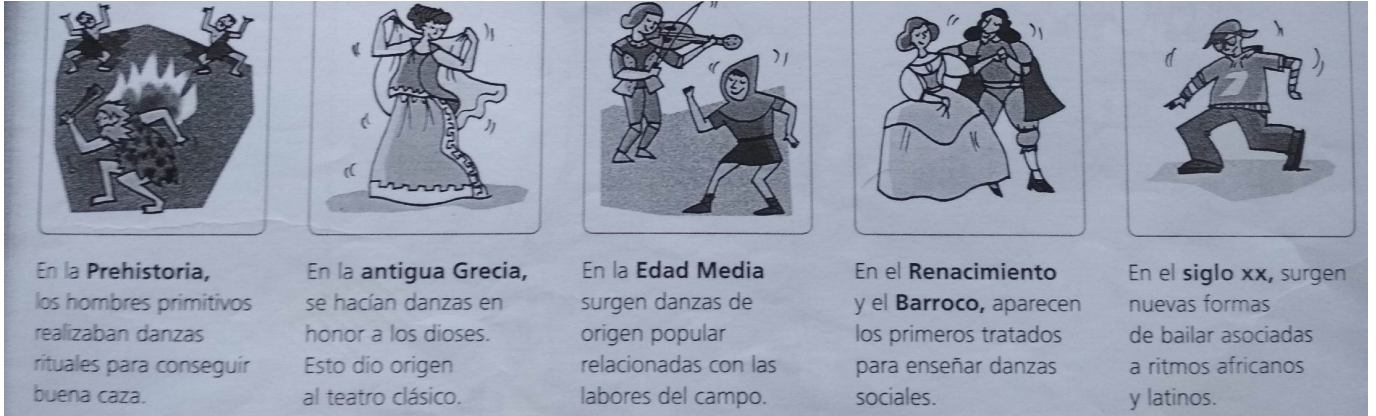 En la Prehistoria,
los hombres primitivos
realizaban danzas
rituales para conseguir
buena caza.
En la antigua Grecia,
se hacían danzas en
honor a los dioses.
Esto dio origen
al teatro clásico.
En la Edad Media
surgen danzas de
origen popular
relacionadas con las
labores del campo.
En el Renacimiento
y el Barroco, aparecen
los primeros tratados
para enseñar danzas
sociales.
En el siglo XX, surgen
nuevas formas
de bailar asociadas
a ritmos africanos
y latinos.